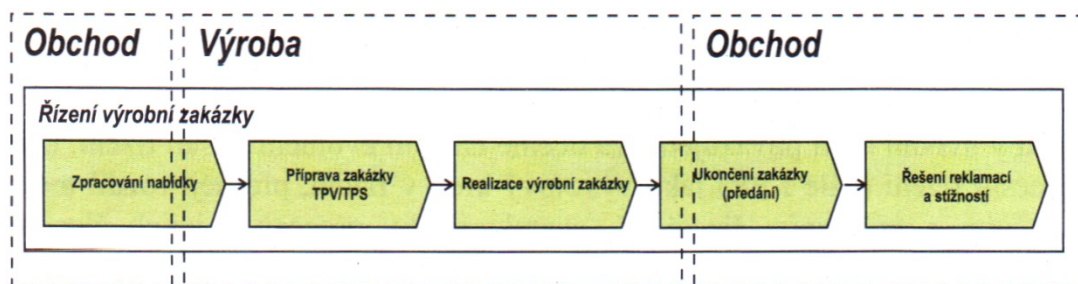 Obchod
Výroba
Obchod
Řízení výrobní zakázky
Zpracování nabídky
Příprava zakázky
TPV/TPS
Realizace výrobní zakázky
Ukončení zakázky
(předání)
Řešení reklamací
a stížností